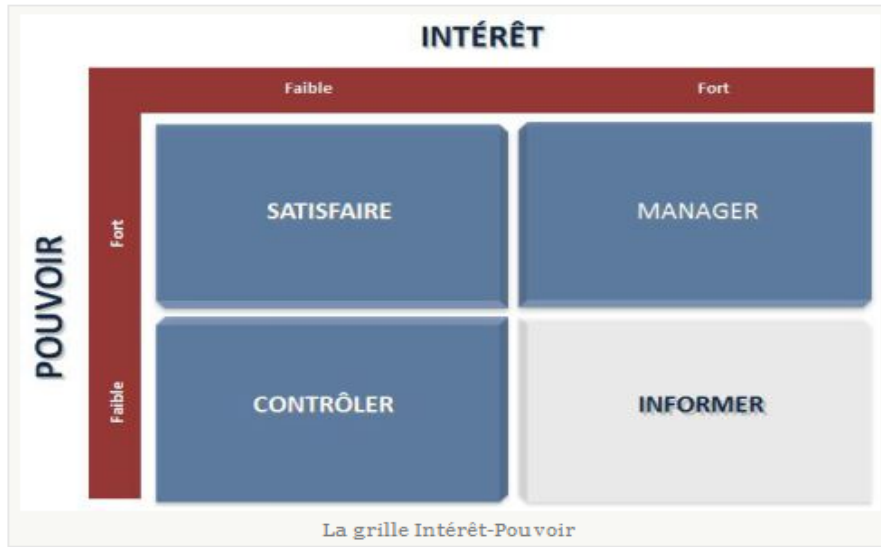 INTÉRÊT
Faible
Fort
POUVOIR
Fort
SATISFAIRE
MANAGER
Faible
CONTRÔLER
INFORMER
La grille Intérêt-Pouvoir